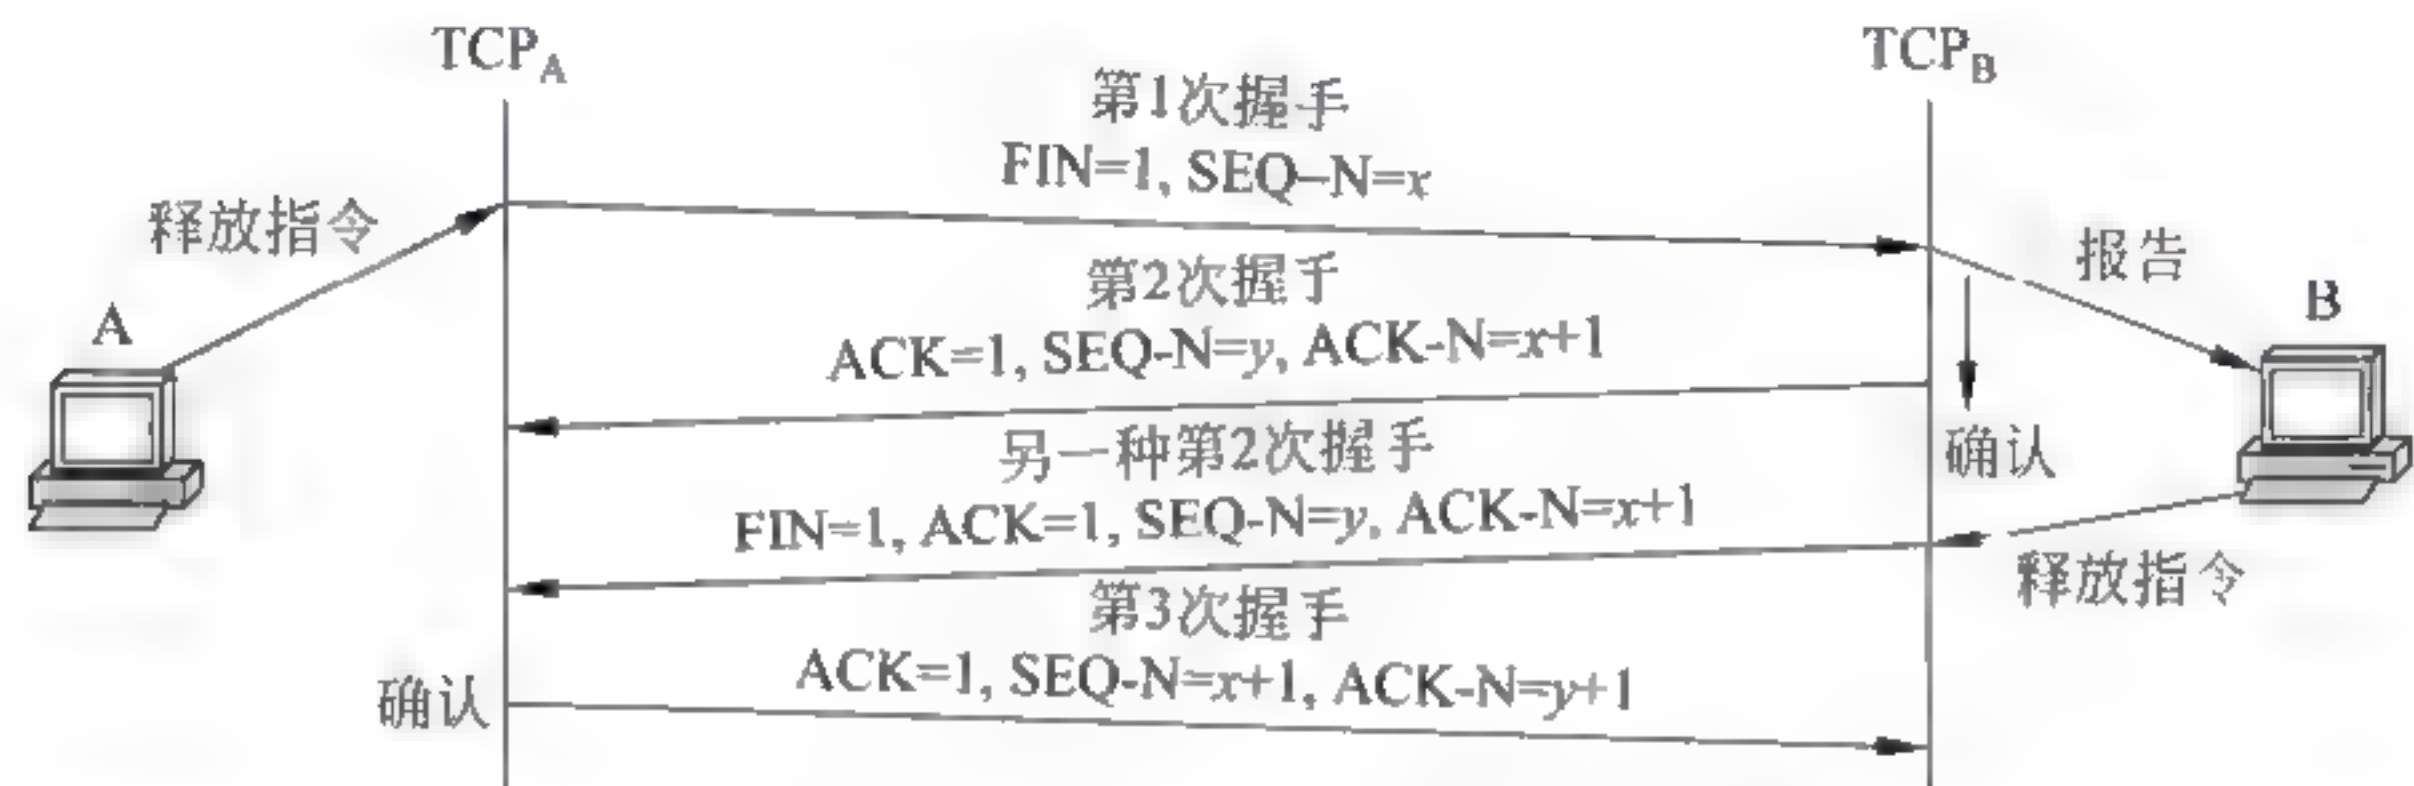 TCPA
TCPB
第1次握手
FIN=1, SEQ–N=x
释放指令
报告
第2次握手
A
B
ACK=1, SEQ-N=y, ACK-N=x+1
另一种第2次握手
确认
FIN=1, ACK=1, SEQ-N=y, ACK-N=x+1
释放指令
第3次握手
ACK=1, SEQ-N=x+1, ACK-N=y+1
确认